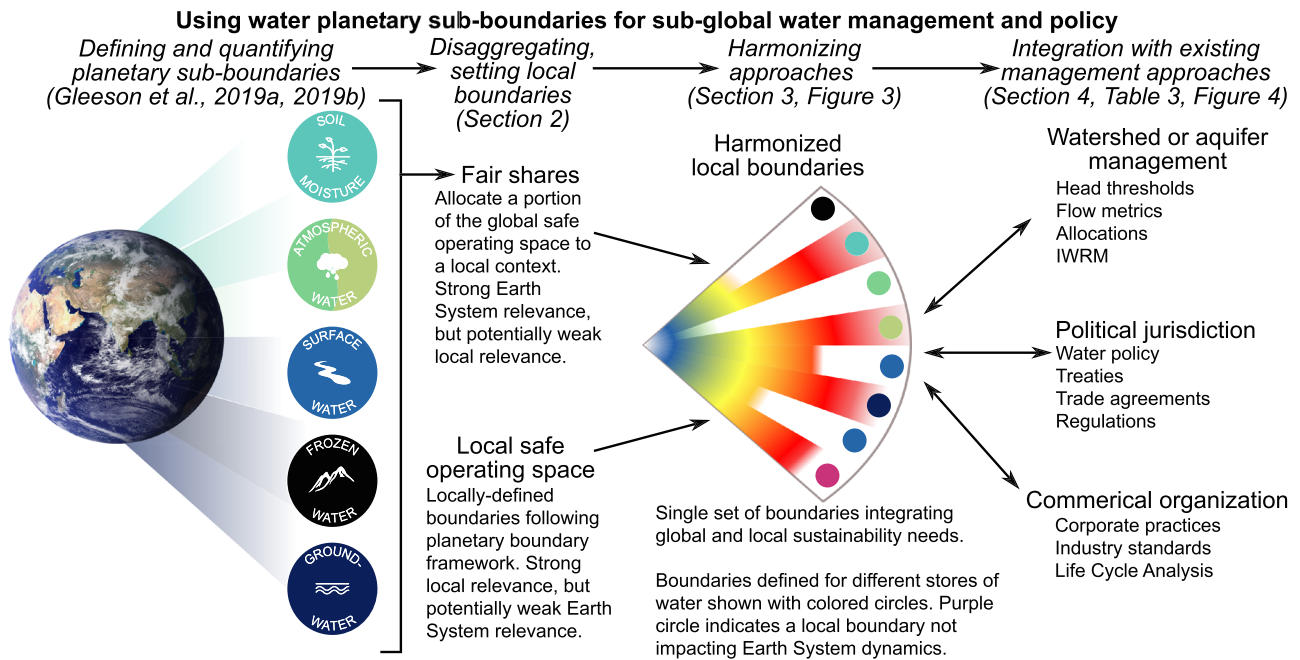 Using water planetary sub-boundaries for sub-global water management and policy
Defining and quantifying
planetary sub-boundaries
(Gleeson et al., 2019a, 2019b)
Disaggregating,
setting local
boundaries
(Section 2)
Harmonizing
approaches
(Section 3, Figure 3)
Integration with existing
management approaches
(Section 4, Table 3, Figure 4)
SOIL
MOISTURE
ATMOSPHERIC
WATER
SURFACE
WATER
FROZEN
WATER
GROUND-
WATER
Fair shares
Allocate a portion
of the global safe
operating space to
a local context.
Strong Earth
System relevance,
but potentially weak
local relevance.
Local safe
operating space
Locally-defined
boundaries following
planetary boundary
framework. Strong
local relevance, but
potentially weak Earth
System relevance.
Harmonized
local boundaries
Single set of boundaries integrating
global and local sustainability needs.
Boundaries defined for different stores of
water shown with colored circles. Purple
circle indicates a local boundary not
impacting Earth System dynamics.
Watershed or aquifer
management
Head thresholds
Flow metrics
Allocations
IWRM
Political jurisdiction
Water policy
Treaties
Trade agreements
Regulations
Commerical organization
Corporate practices
Industry standards
Life Cycle Analysis